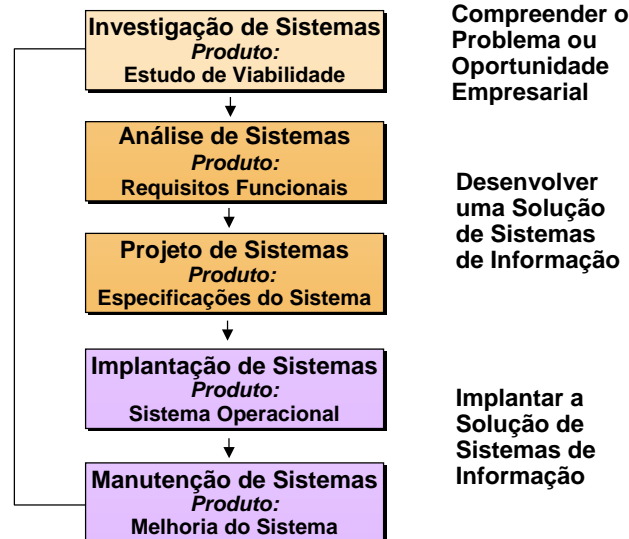 Investigação de Sistemas
Produto:
Estudo de Viabilidade
Compreender o
Problema ou
Oportunidade
Empresarial
Análise de Sistemas
Produto:
Requisitos Funcionais
Projeto de Sistemas
Produto:
Especificações do Sistema
Desenvolver
uma Solução
de Sistemas
de Informação
Implantação de Sistemas
Produto:
Sistema Operacional
Manutenção de Sistemas
Produto:
Melhoria do Sistema
Implantar a
Solução de
Sistemas de
Informação